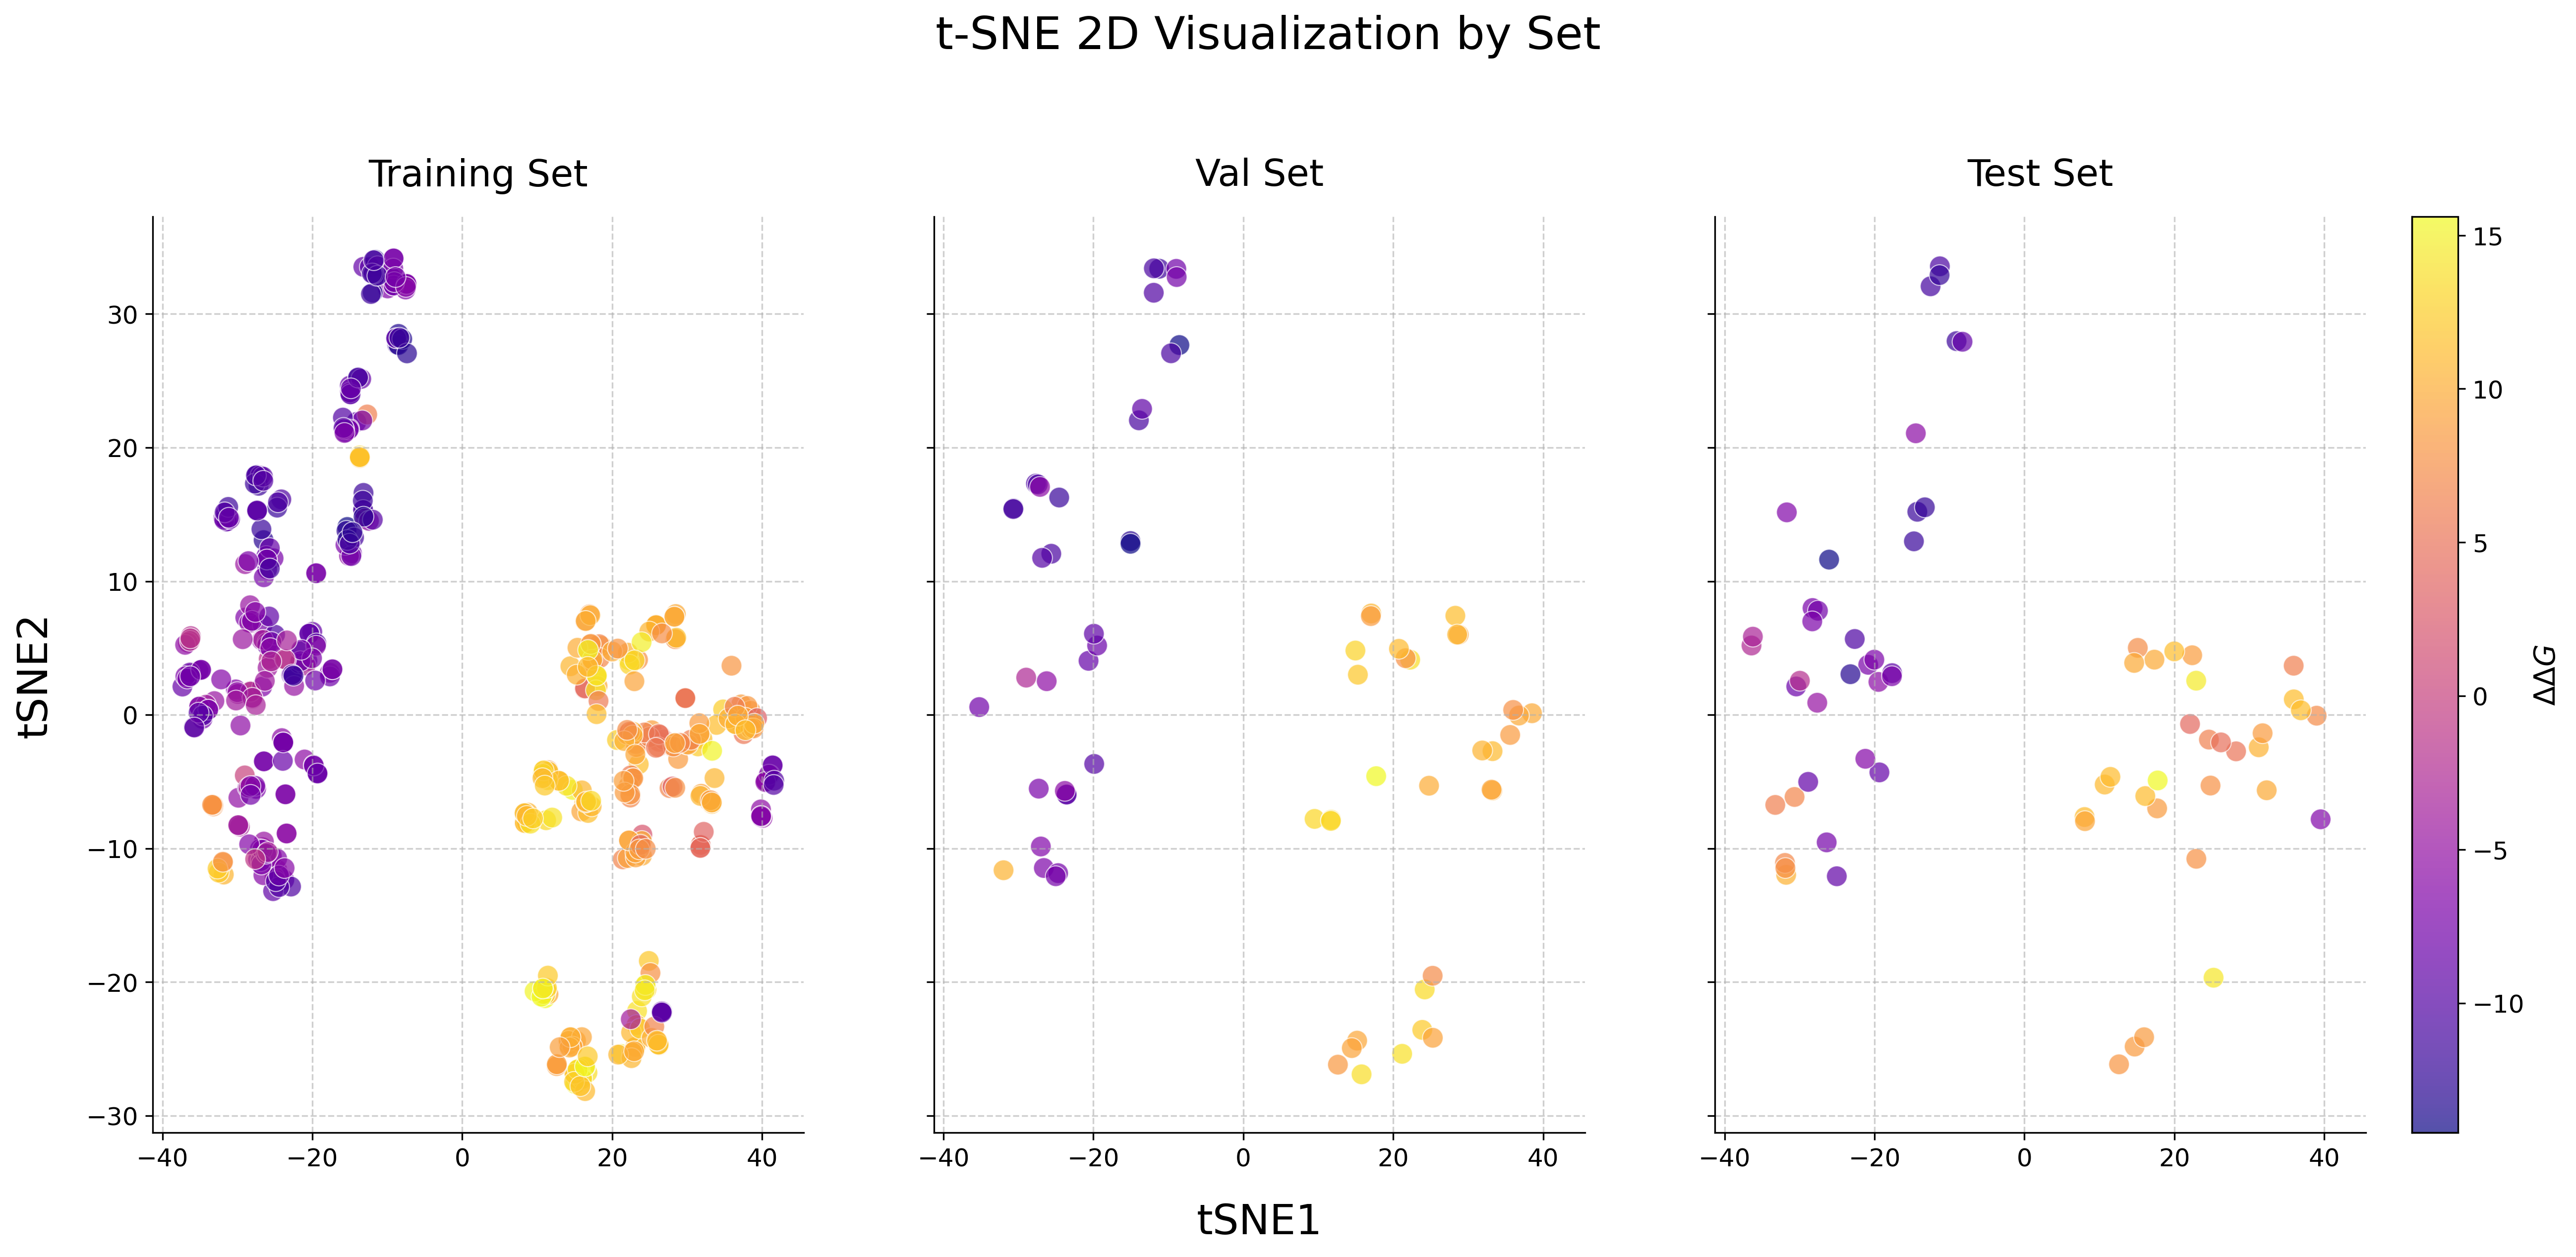 t-SNE 2D Visualization by Set
Training Set
Val Set
Test Set
tSNE2
30
20
10
0
−10
−20
−30
−40 −20 0 20 40
−40 −20 0 20 40
−40 −20 0 20 40
tSNE1
15
10
5
0
−5
−10
ΔΔG